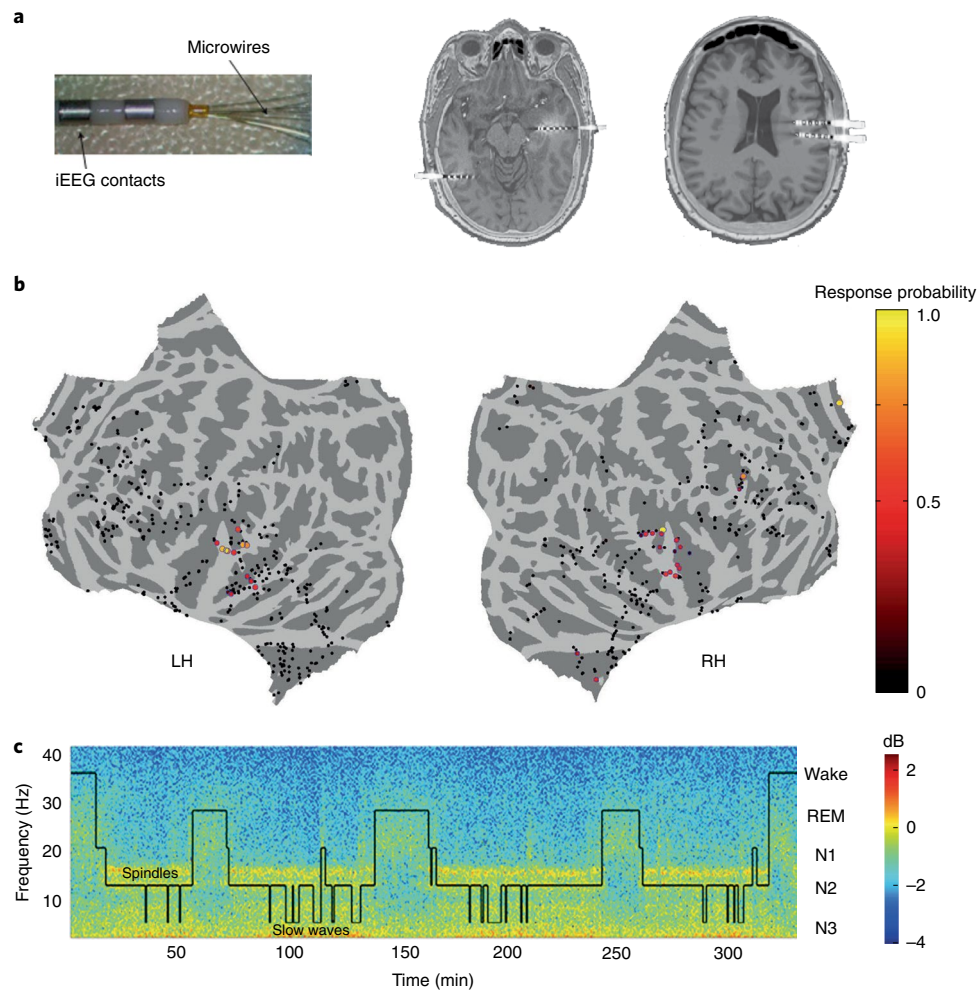 a
Microwires
iEEG contacts
b
Response probability
1.0
0.5
0
LH
RH
c
dB
40
30
20
10
Frequency (Hz)
Spindles
Slow waves
Wake
REM
N1
N2
N3
2
0
–2
–4
50
100
150
200
250
300
Time (min)